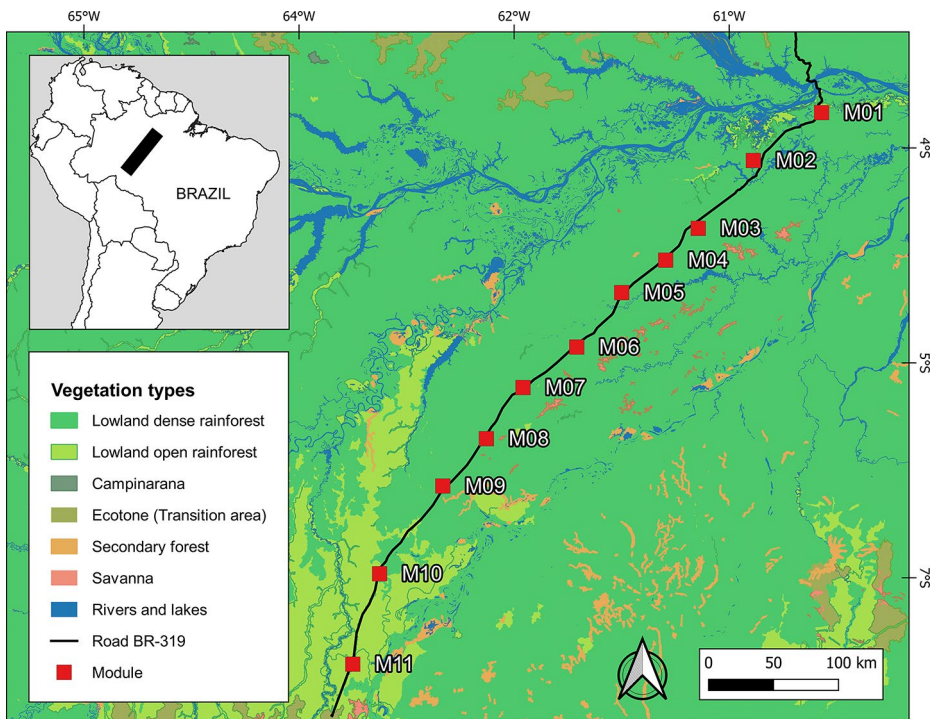 65°W 64°W 62°W 61°W
BRAZIL
M01
4°S
M02
M03
M04
M05
M06
5°S
M07
M08
M09
M10
7°S
M11
Vegetation types
Lowland dense rainforest
Lowland open rainforest
Campinarana
Ecotone (Transition area)
Secondary forest
Savanna
Rivers and lakes
Road BR-319
Module
0 50 100 km